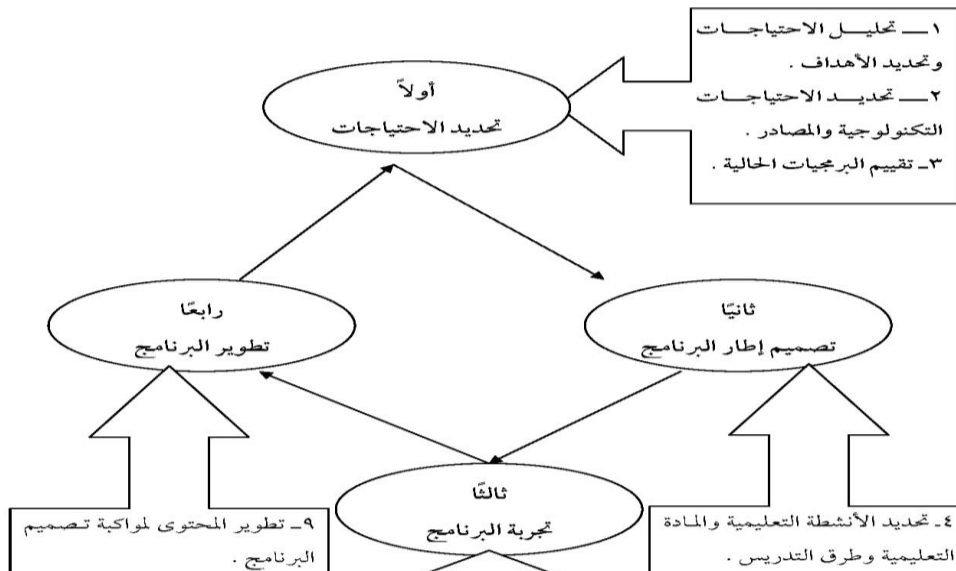 ١ـ تحليل الاحتياجات
وتحديد الأهداف .
٢ـ تحديد الاحتياجات
التكنولوجية والمصادر .
٣ـ تقييم البرمجيات الحالية .
أولاً
تحديد الاحتياجات
ثانيًا
تصميم إطار البرنامج
رابعًا
تطوير البرنامج
ثالثًا
تجربة البرنامج
٤ـ تحديد الأنشطة التعليمية والمادة
التعليمية وطرق التدريس .
٩ـ تطوير المحتوى لمواكبة تصميم
البرنامج .